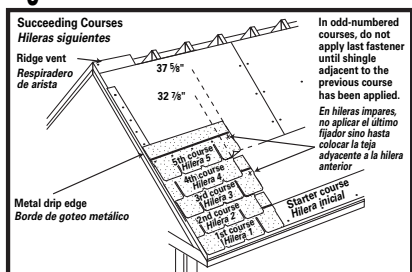 Succeeding Courses
Hileras siguientes
Ridge vent
Respiradero
de arista
37 5/8"
32 7/8"
In odd-numbered
courses, do not
apply last fastener
until shingle
adjacent to the
previous course
has been applied.
En hileras impares,
no aplicar el último
fijador sino hasta
colocar la teja
adyacente a la hilera
anterior
5th course
Hilera 5
4th course
Hilera 4
3rd course
Hilera 3
2nd course
Hilera 2
1st course
Hilera 1
Starter course
Hilera inicial
Metal drip edge
Borde de goteo metálico